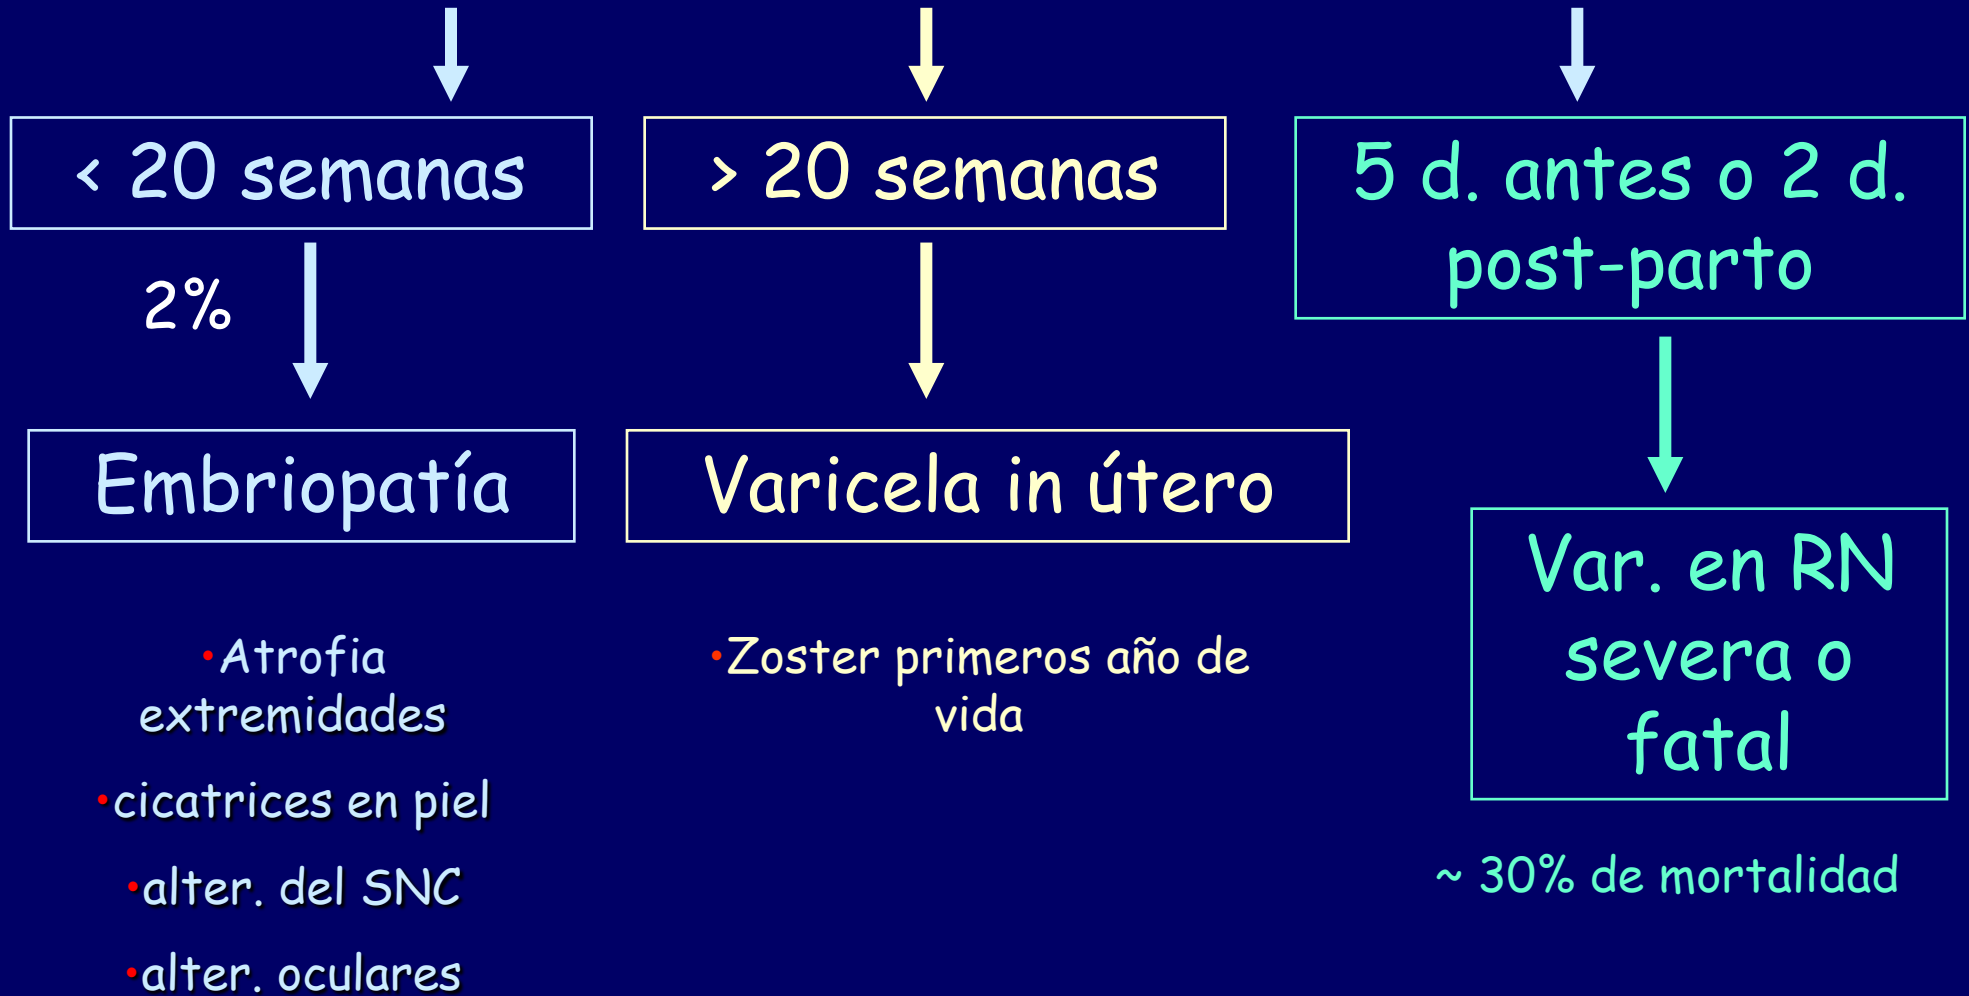 < 20 semanas
2%
Embriopatía
•Atrofia
extremidades
•cicatrices en piel
•alter. del SNC
•alter. oculares
> 20 semanas
Varicela in útero
•Zoster primeros año de
vida
5 d. antes o 2 d.
post-parto
Var. en RN
severa o
fatal
~ 30% de mortalidad